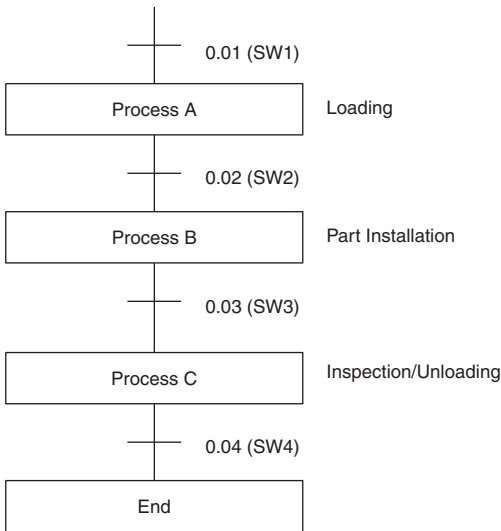 0.01 (SW1)
Process A
Loading
0.02 (SW2)
Process B
Part Installation
0.03 (SW3)
Process C
Inspection/Unloading
0.04 (SW4)
End